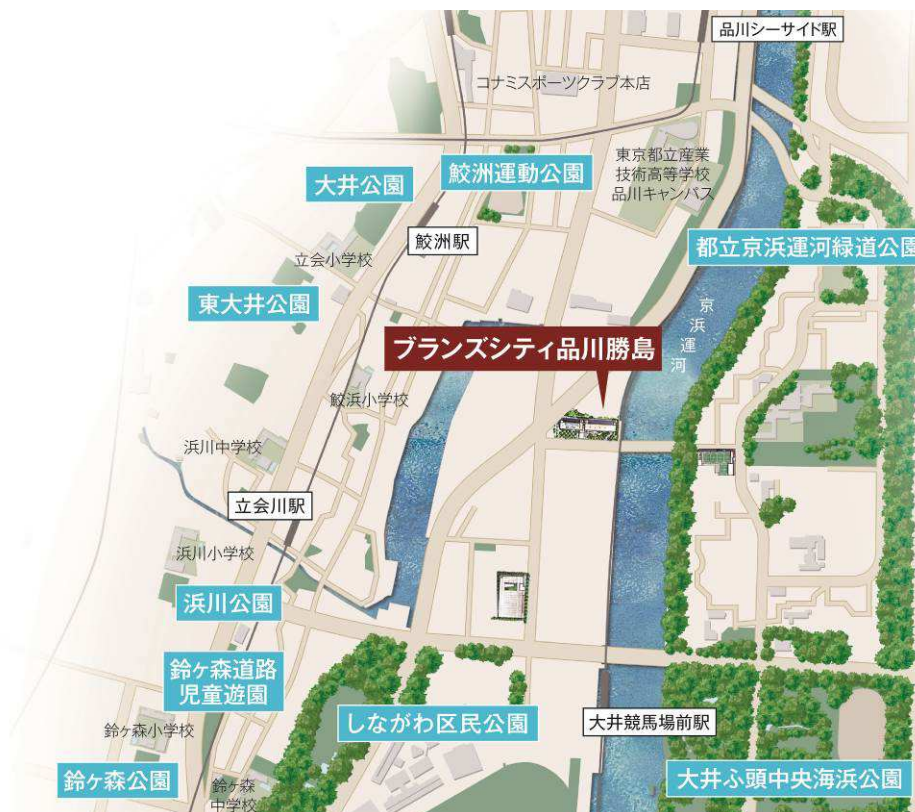 品川シーサイド駅
コナミスポーツクラブ本店
東京都立産業
技術高等学校
品川キャンパス
鮫洲運動公園
大井公園
鮫洲駅
都立京浜運河緑道公園
立会小学校
東大井公園
京浜運河
ブランズシティ品川勝島
鮫浜小学校
浜川中学校
立会川駅
浜川小学校
浜川公園
鈴ヶ森道路
児童遊園
しながわ区民公園
大井競馬場前駅
鈴ヶ森小学校
鈴ヶ森公園
鈴ヶ森
中学校
大井ふ頭中央海浜公園